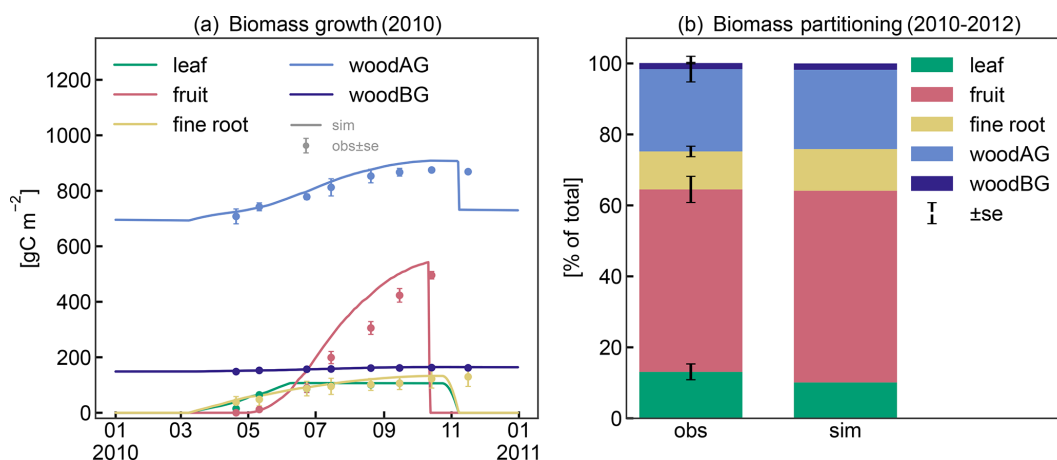 (a) Biomass growth (2010)
[gC m⁻²]
1200
1000
800
600
400
200
0
leaf
fruit
fine root
woodAG
woodBG
sim
obs±se
01 03 05 07 09 11 01
2010 2011
(b) Biomass partitioning (2010-2012)
[% of total]
100
80
60
40
20
0
obs sim
leaf
fruit
fine root
woodAG
woodBG
±se